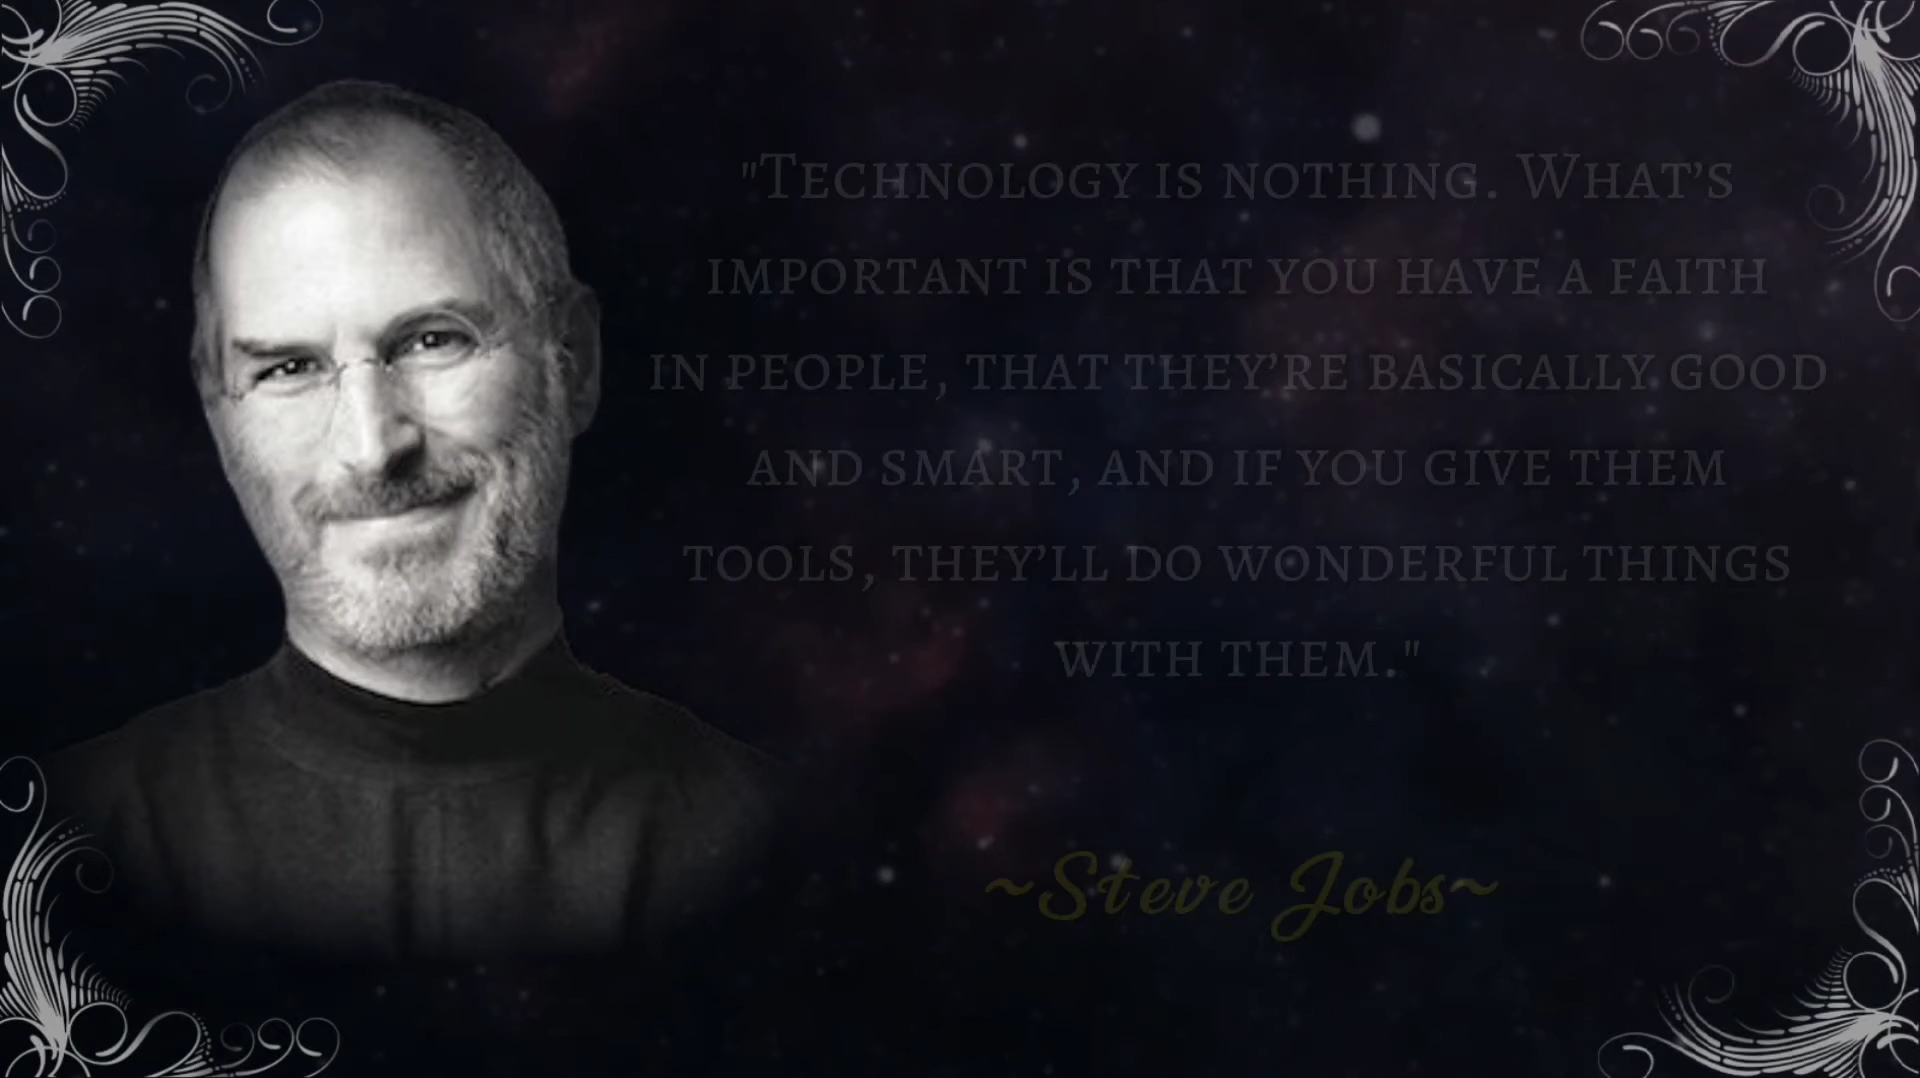 "Technology is nothing. What's
important is that you have a faith
in people, that they're basically good
and smart, and if you give them
tools, they'll do wonderful things
with them."
~Steve Jobs~